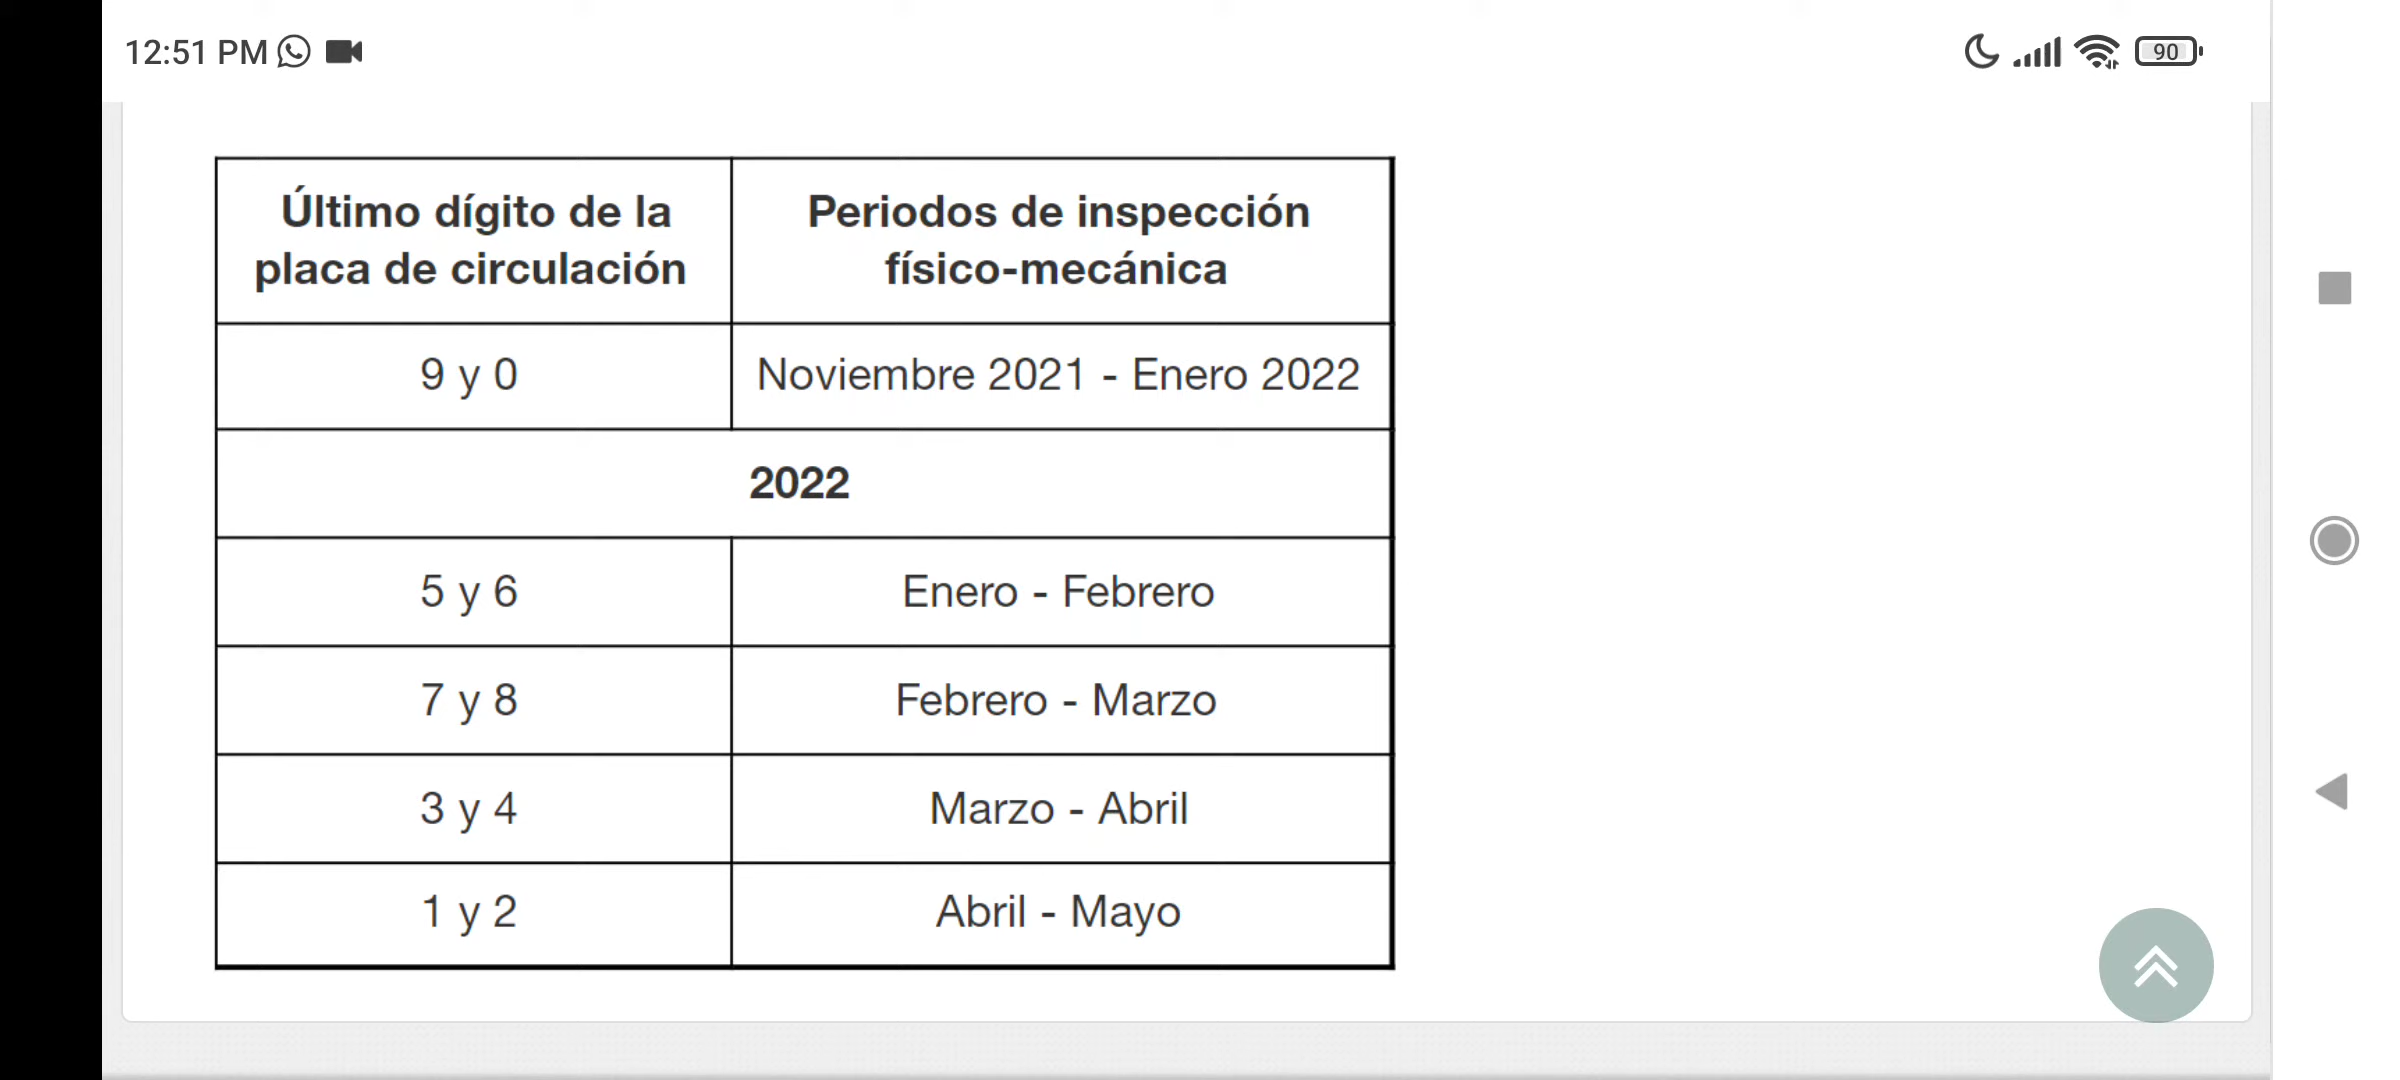 12:51 PM
90
Último dígito de la
placa de circulación
Periodos de inspección
físico-mecánica
9 y 0
Noviembre 2021 - Enero 2022
2022
5 y 6
Enero - Febrero
7 y 8
Febrero - Marzo
3 y 4
Marzo - Abril
1 y 2
Abril - Mayo